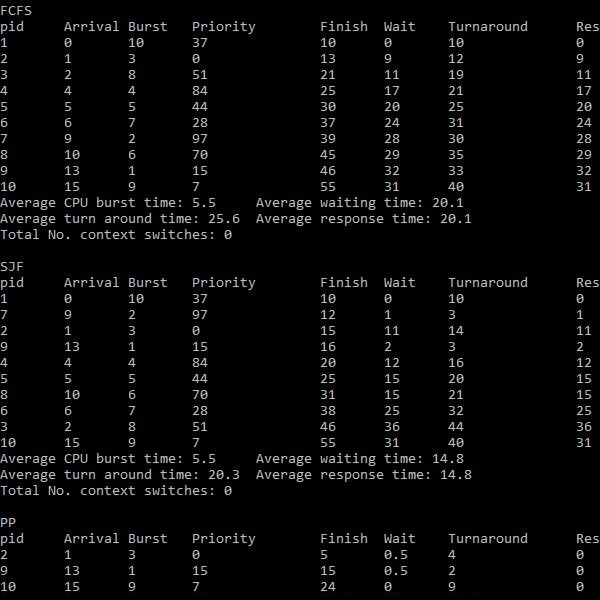 FCFS
pid Arrival Burst Priority Finish Wait Turnaround Res
1 0 10 37 10 0 10 0
2 1 3 0 13 9 12 9
3 2 8 51 21 11 19 11
4 4 4 84 25 17 21 17
5 5 5 44 30 20 25 20
6 6 7 28 37 24 31 24
7 9 2 97 39 28 30 28
8 10 6 70 45 29 35 29
9 13 1 15 46 32 33 32
10 15 9 7 55 31 40 31
Average CPU burst time: 5.5 Average waiting time: 20.1
Average turn around time: 25.6 Average response time: 20.1
Total No. context switches: 0
SJF
pid Arrival Burst Priority Finish Wait Turnaround Res
1 0 10 37 10 0 10 0
7 9 2 97 12 1 3 1
2 1 3 0 15 11 14 11
9 13 1 15 16 2 3 2
4 4 4 84 20 12 16 12
5 5 5 44 25 15 20 15
8 10 6 70 31 15 21 15
6 6 7 28 38 25 32 25
3 2 8 51 46 36 44 36
10 15 9 7 55 31 40 31
Average CPU burst time: 5.5 Average waiting time: 14.8
Average turn around time: 20.3 Average response time: 14.8
Total No. context switches: 0
PP
pid Arrival Burst Priority Finish Wait Turnaround Res
2 1 3 0 5 0.5 4 0
9 13 1 15 15 0.5 2 0
10 15 9 7 24 0 9 0